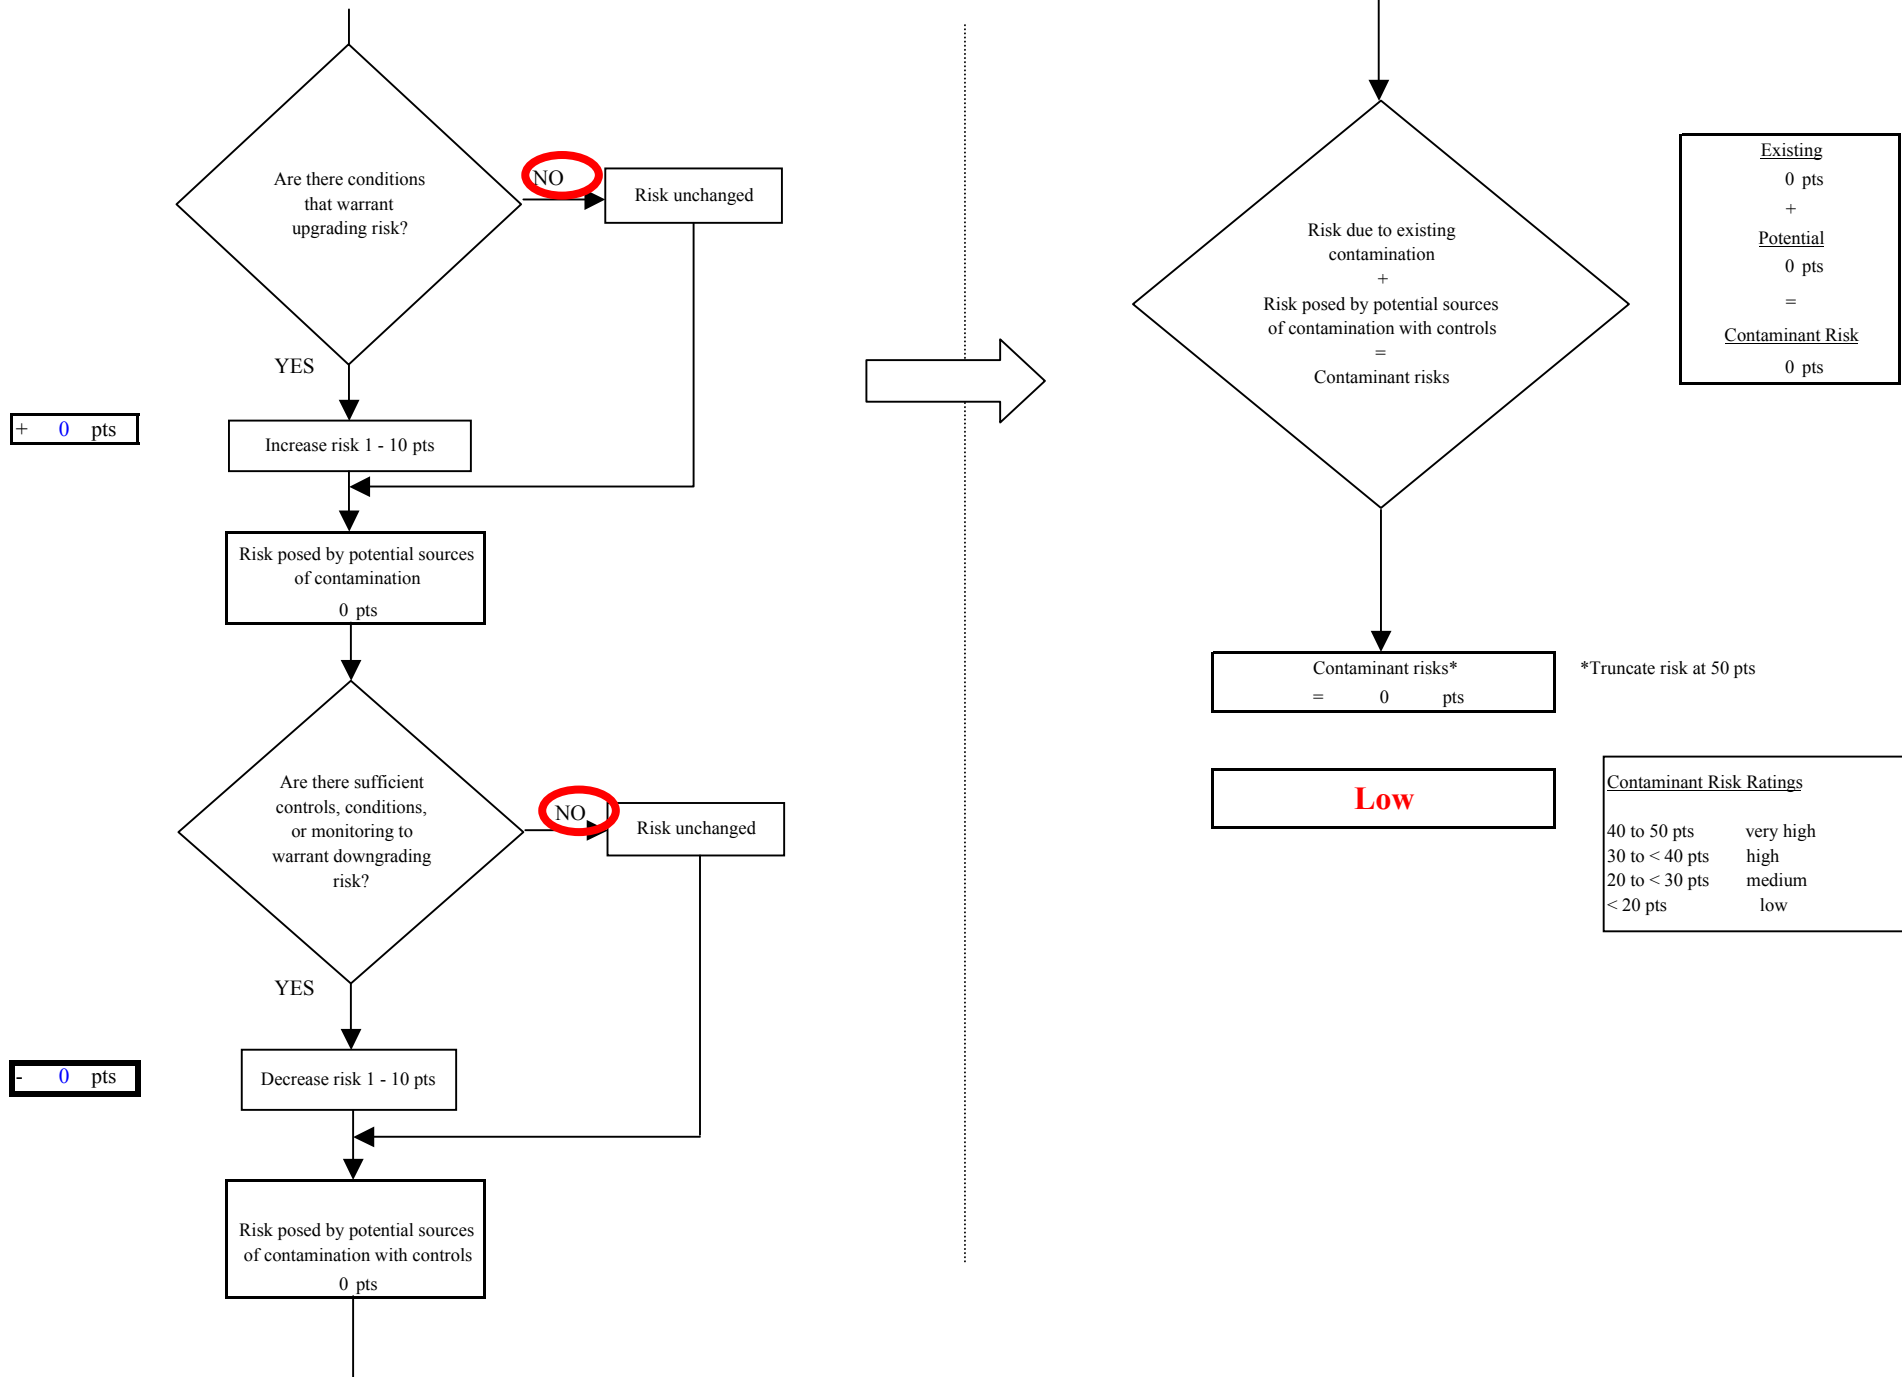 Are there conditions
that warrant
upgrading risk?
NO
Risk unchanged
YES
+ 0 pts
Increase risk 1 - 10 pts
Risk posed by potential sources
of contamination
0 pts
Are there sufficient
controls, conditions,
or monitoring to
warrant downgrading
risk?
NO
Risk unchanged
YES
- 0 pts
Decrease risk 1 - 10 pts
Risk posed by potential sources
of contamination with controls
0 pts
Risk due to existing
contamination
+
Risk posed by potential sources
of contamination with controls
=
Contaminant risks
Existing
0 pts
+
Potential
0 pts
=
Contaminant Risk
0 pts
Contaminant risks*
= 0 pts
*Truncate risk at 50 pts
Low
Contaminant Risk Ratings
40 to 50 pts very high
30 to < 40 pts high
20 to < 30 pts medium
< 20 pts low